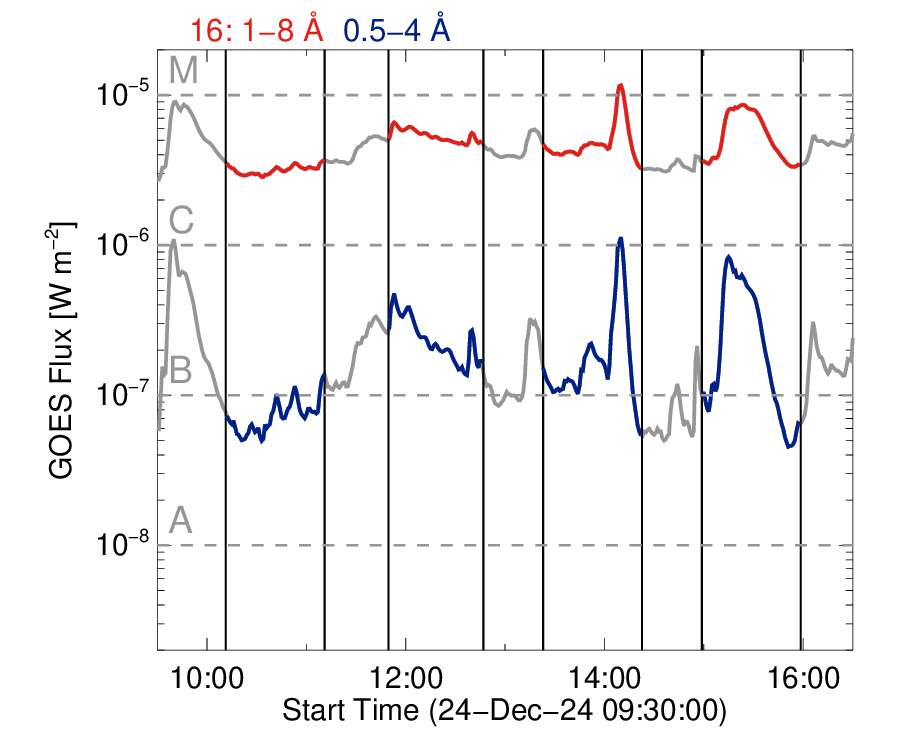 16: 1−8 Å 0.5−4 Å
M
10⁻⁵
C
10⁻⁶
B
10⁻⁷
A
10⁻⁸
GOES Flux [W m⁻²]
10:00 12:00 14:00 16:00
Start Time (24−Dec−24 09:30:00)